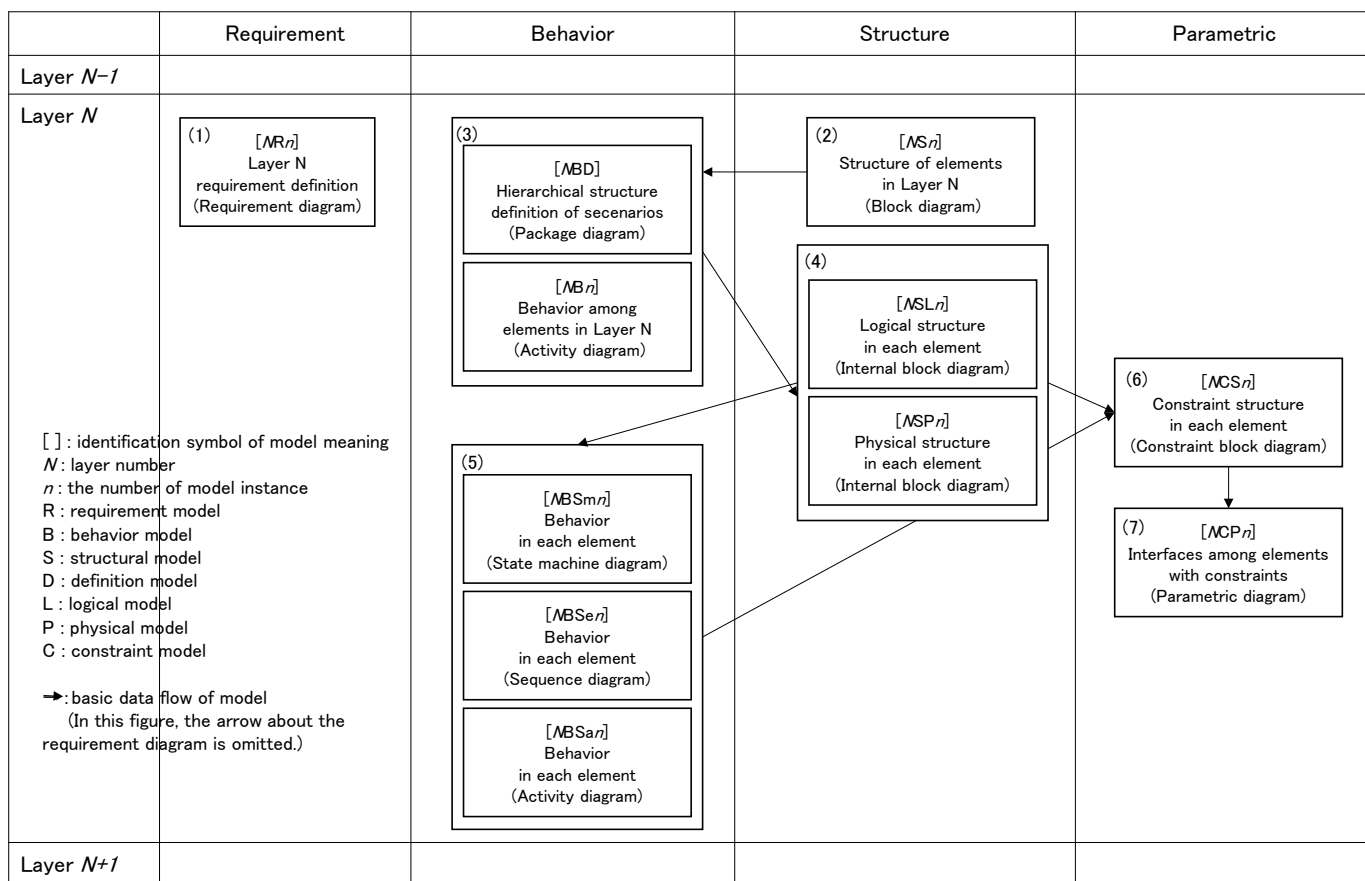 Requirement
Behavior
Structure
Parametric
Layer N-1
Layer N
(1)
[NRn]
Layer N
requirement definition
(Requirement diagram)
(3)
[NBD]
Hierarchical structure
definition of secenarios
(Package diagram)
[NBn]
Behavior among
elements in Layer N
(Activity diagram)
(2)
[NSn]
Structure of elements
in Layer N
(Block diagram)
(4)
[NSLn]
Logical structure
in each element
(Internal block diagram)
[NSPn]
Physical structure
in each element
(Internal block diagram)
(6)
[NCSn]
Constraint structure
in each element
(Constraint block diagram)
(7)
[NCPn]
Interfaces among elements
with constraints
(Parametric diagram)
(5)
[NBSmn]
Behavior
in each element
(State machine diagram)
[NBSen]
Behavior
in each element
(Sequence diagram)
[NBSan]
Behavior
in each element
(Activity diagram)
[ ] : identification symbol of model meaning
N : layer number
n : the number of model instance
R : requirement model
B : behavior model
S : structural model
D : definition model
L : logical model
P : physical model
C : constraint model
➔: basic data flow of model
(In this figure, the arrow about the
requirement diagram is omitted.)
Layer N+1